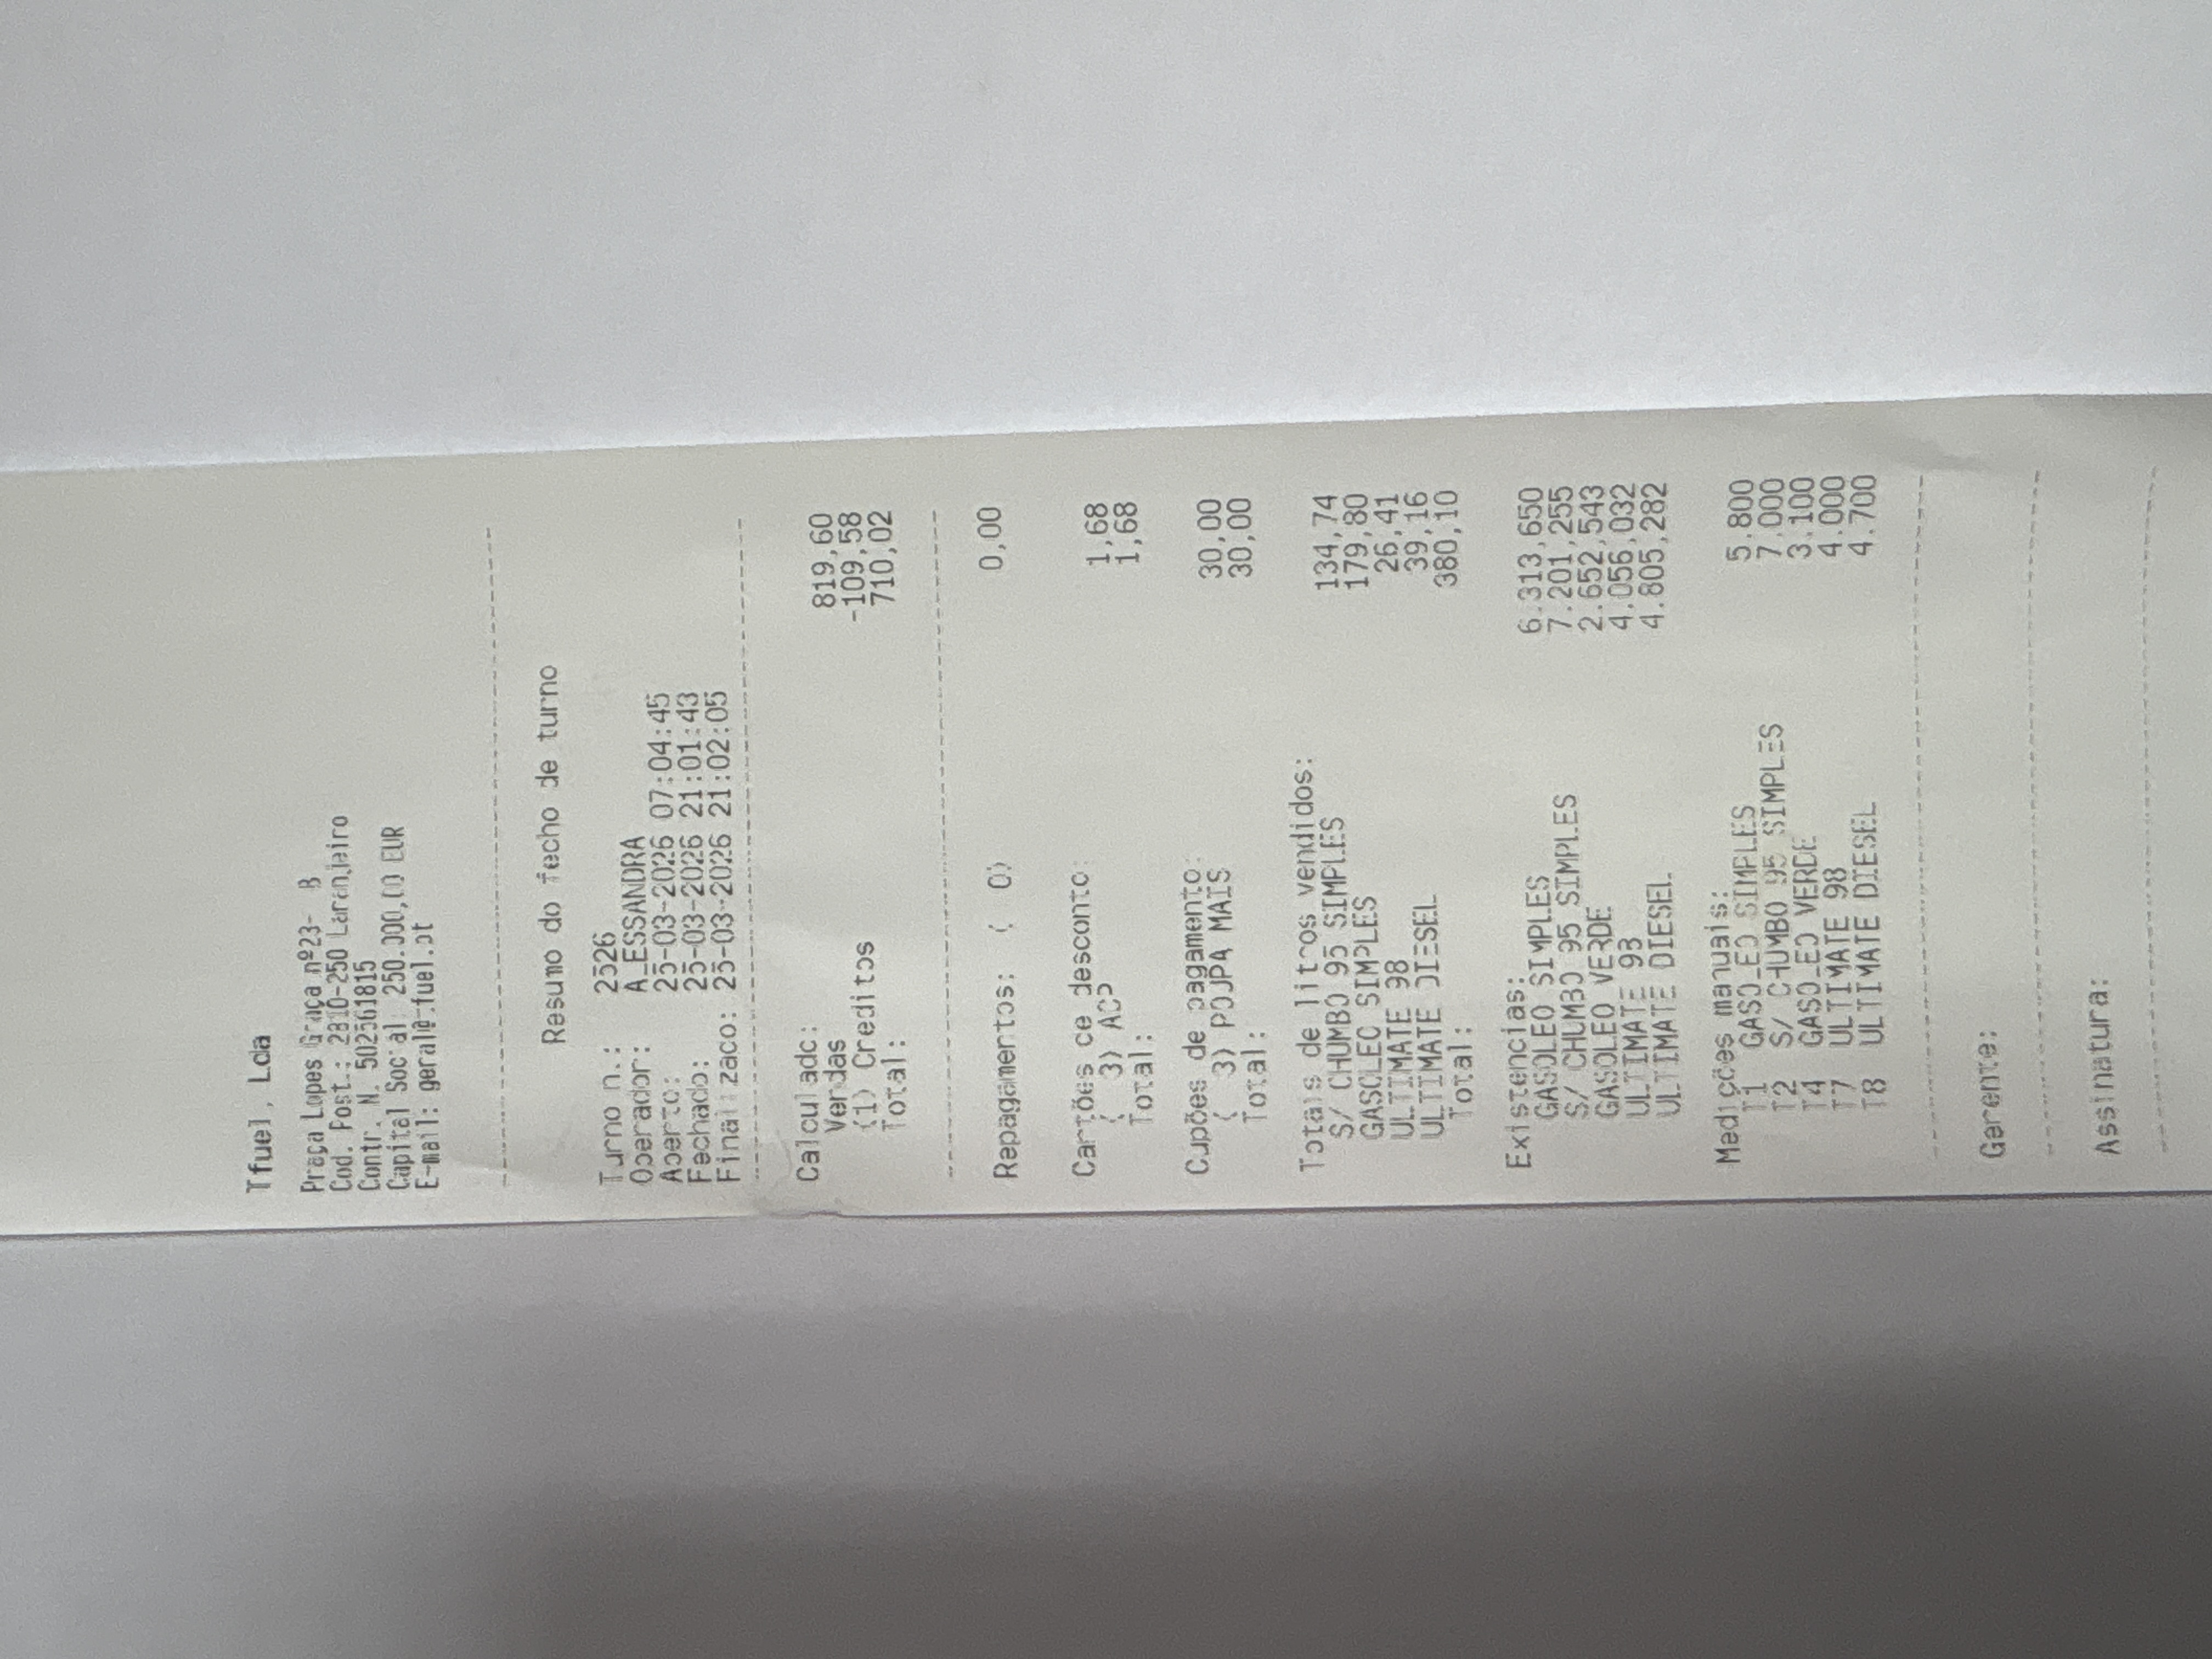 Tfuel, Lda
Praça Lopes Graça nº23- B
Cod. Post.: 2810-250 Laranjeiro
Contr. N. 502561815
Capital Social 250.000,00 EUR
E-mail: geral@tfuel.pt
Resumo do fecho de turno
Turno n.: 2526
Operador: ALESSANDRA
Aberto: 25-03-2026 07:04:45
Fechado: 25-03-2026 21:01:43
Finalizado: 25-03-2026 21:02:05
Calculado:
Vendas 819,60
(1) Creditos -109,58
Total: 710,02
Repagamentos: ( 0) 0,00
Cartões de desconto:
( 3) ACP 1,68
Total: 1,68
Cupões de pagamento:
( 3) POUPA MAIS 30,00
Total: 30,00
Totais de litros vendidos:
S/ CHUMBO 95 SIMPLES 134,74
GASOLEO SIMPLES 179,80
ULTIMATE 98 26,41
ULTIMATE DIESEL 39,16
Total: 380,10
Existencias:
GASOLEO SIMPLES 6.313,650
S/ CHUMBO 95 SIMPLES 7.201,255
GASOLEO VERDE 2.652,543
ULTIMATE 98 4.056,032
ULTIMATE DIESEL 4.805,282
Medições manuais:
T1 GASOLEO SIMPLES 5.800
T2 S/ CHUMBO 95 SIMPLES 7.000
T4 GASOLEO VERDE 3.100
T7 ULTIMATE 98 4.000
T8 ULTIMATE DIESEL 4.700
Gerente:
Assinatura: